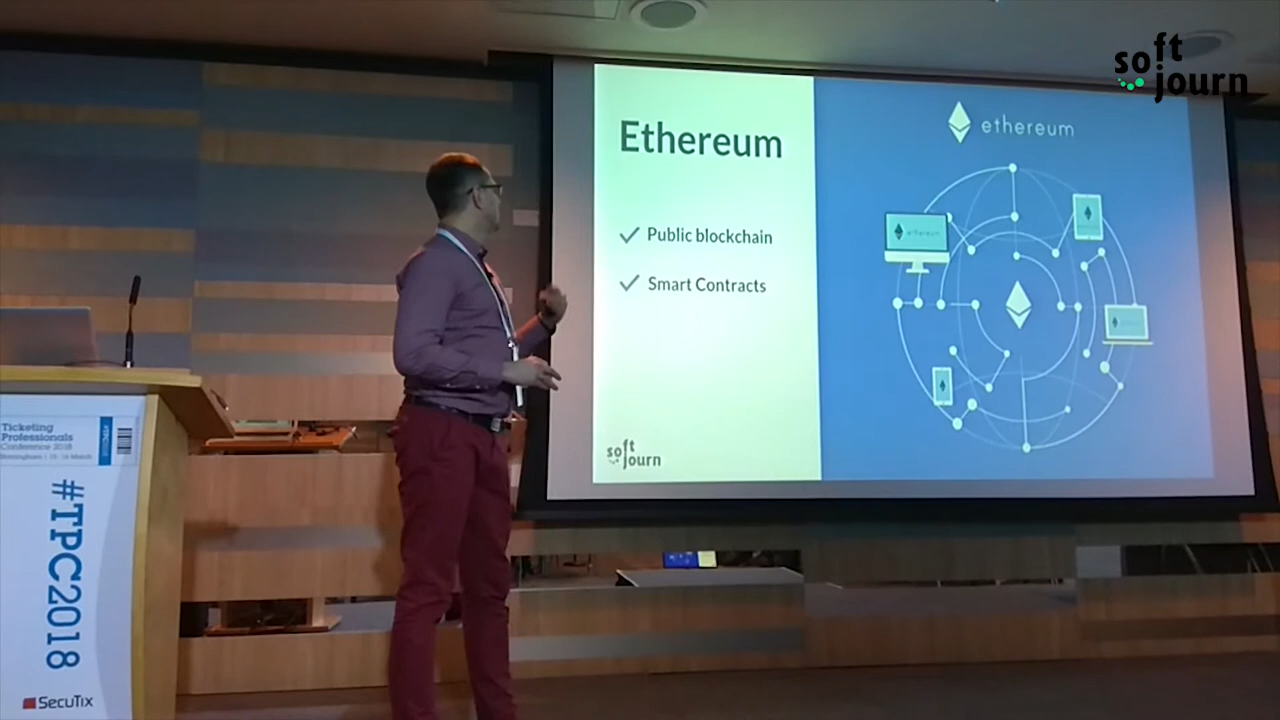 soft
journ
Ethereum
Public blockchain
Smart Contracts
soft
journ
ethereum
ethereum
Ticketing
Professionals
Conference 2018
#TPC2018
SecuTix